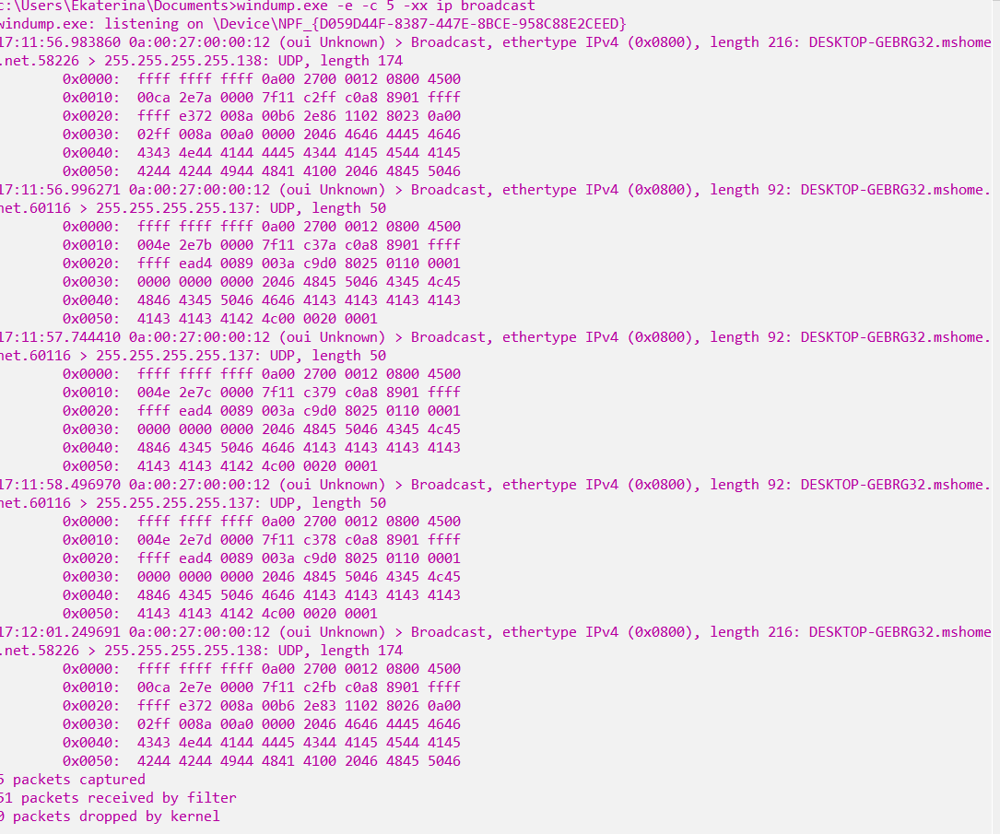 c:\Users\Ekaterina\Documents>windump.exe -e -c 5 -xx ip broadcast
windump.exe: listening on \Device\NPF_{D059D44F-8387-447E-8BCE-958C88E2CEED}
17:11:56.983860 0a:00:27:00:00:12 (oui Unknown) > Broadcast, ethertype IPv4 (0x0800), length 216: DESKTOP-GEBRG32.mshome
.net.58226 > 255.255.255.255.138: UDP, length 174
0x0000:  ffff ffff ffff 0a00 2700 0012 0800 4500
0x0010:  00ca 2e7a 0000 7f11 c2ff c0a8 8901 ffff
0x0020:  ffff e372 008a 00b6 2e86 1102 8023 0a00
0x0030:  02ff 008a 00a0 0000 2046 4646 4445 4646
0x0040:  4343 4e44 4144 4445 4344 4145 4544 4145
0x0050:  4244 4244 4944 4841 4100 2046 4845 5046
17:11:56.996271 0a:00:27:00:00:12 (oui Unknown) > Broadcast, ethertype IPv4 (0x0800), length 92: DESKTOP-GEBRG32.mshome.
net.60116 > 255.255.255.255.137: UDP, length 50
0x0000:  ffff ffff ffff 0a00 2700 0012 0800 4500
0x0010:  004e 2e7b 0000 7f11 c37a c0a8 8901 ffff
0x0020:  ffff ead4 0089 003a c9d0 8025 0110 0001
0x0030:  0000 0000 0000 2046 4845 5046 4345 4c45
0x0040:  4846 4345 5046 4646 4143 4143 4143 4143
0x0050:  4143 4143 4142 4c00 0020 0001
17:11:57.744410 0a:00:27:00:00:12 (oui Unknown) > Broadcast, ethertype IPv4 (0x0800), length 92: DESKTOP-GEBRG32.mshome.
net.60116 > 255.255.255.255.137: UDP, length 50
0x0000:  ffff ffff ffff 0a00 2700 0012 0800 4500
0x0010:  004e 2e7c 0000 7f11 c379 c0a8 8901 ffff
0x0020:  ffff ead4 0089 003a c9d0 8025 0110 0001
0x0030:  0000 0000 0000 2046 4845 5046 4345 4c45
0x0040:  4846 4345 5046 4646 4143 4143 4143 4143
0x0050:  4143 4143 4142 4c00 0020 0001
17:11:58.496970 0a:00:27:00:00:12 (oui Unknown) > Broadcast, ethertype IPv4 (0x0800), length 92: DESKTOP-GEBRG32.mshome.
net.60116 > 255.255.255.255.137: UDP, length 50
0x0000:  ffff ffff ffff 0a00 2700 0012 0800 4500
0x0010:  004e 2e7d 0000 7f11 c378 c0a8 8901 ffff
0x0020:  ffff ead4 0089 003a c9d0 8025 0110 0001
0x0030:  0000 0000 0000 2046 4845 5046 4345 4c45
0x0040:  4846 4345 5046 4646 4143 4143 4143 4143
0x0050:  4143 4143 4142 4c00 0020 0001
17:12:01.249691 0a:00:27:00:00:12 (oui Unknown) > Broadcast, ethertype IPv4 (0x0800), length 216: DESKTOP-GEBRG32.mshome
.net.58226 > 255.255.255.255.138: UDP, length 174
0x0000:  ffff ffff ffff 0a00 2700 0012 0800 4500
0x0010:  00ca 2e7e 0000 7f11 c2fb c0a8 8901 ffff
0x0020:  ffff e372 008a 00b6 2e83 1102 8026 0a00
0x0030:  02ff 008a 00a0 0000 2046 4646 4445 4646
0x0040:  4343 4e44 4144 4445 4344 4145 4544 4145
0x0050:  4244 4244 4944 4841 4100 2046 4845 5046
5 packets captured
51 packets received by filter
0 packets dropped by kernel